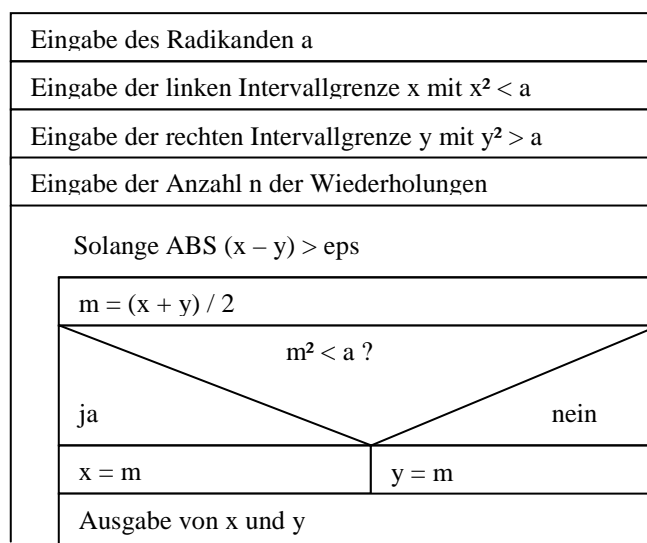 Eingabe des Radikanden a
Eingabe der linken Intervallgrenze x mit x² < a
Eingabe der rechten Intervallgrenze y mit y² > a
Eingabe der Anzahl n der Wiederholungen
Solange ABS (x – y) > eps
m = (x + y) / 2
m² < a ?
ja nein
x = m y = m
Ausgabe von x und y